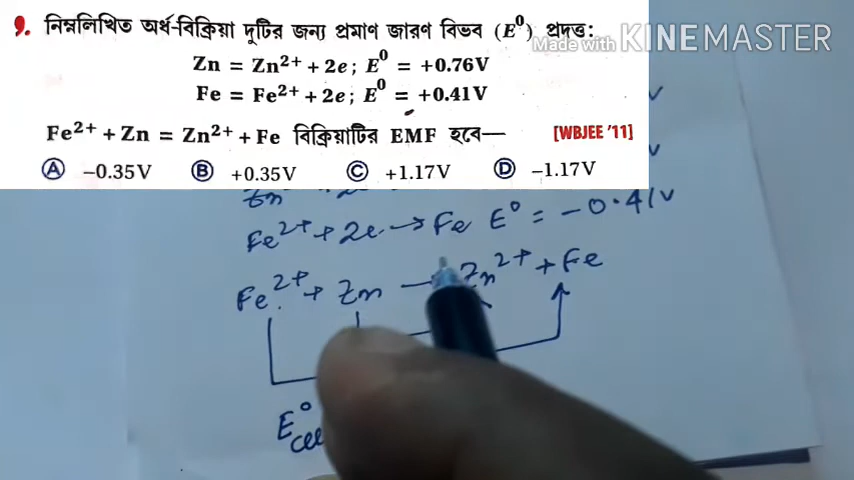 9. নিম্নলিখিত অর্ধ-বিক্রিয়া দুটির জন্য প্রমাণ জারণ বিভব (E⁰) প্রদত্ত:
Made with KINEMASTER
Zn = Zn²⁺ + 2e; E⁰ = +0.76V
Fe = Fe²⁺ + 2e; E⁰ = +0.41V
Fe²⁺ + Zn = Zn²⁺ + Fe বিক্রিয়াটির EMF হবে— [WBJEE '11]
Ⓐ −0.35V Ⓑ +0.35V Ⓒ +1.17V Ⓓ −1.17V
Fe²⁺ + 2e → Fe E⁰ = −0.41V
Fe²⁺ + Zn → Zn²⁺ + Fe
E⁰cell